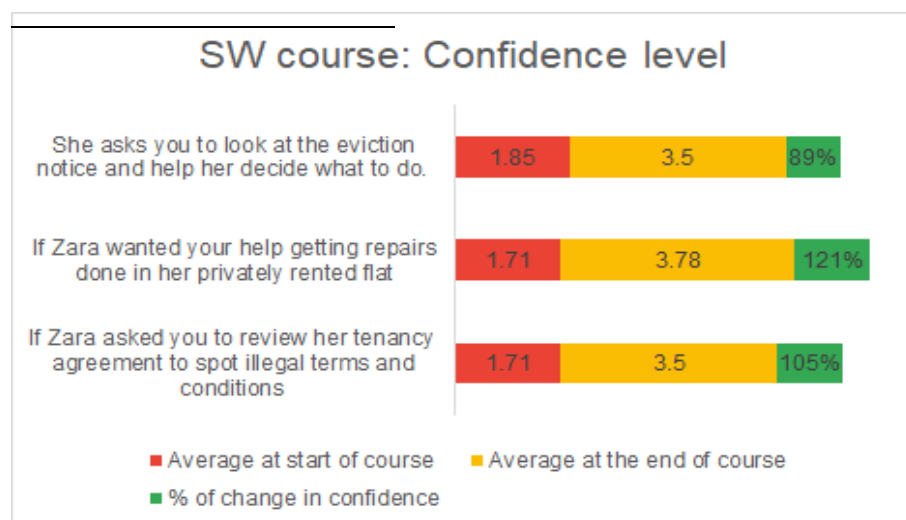 SW course: Confidence level
She asks you to look at the eviction
notice and help her decide what to do.
1.85 3.5 89%
If Zara wanted your help getting repairs
done in her privately rented flat
1.71 3.78 121%
If Zara asked you to review her tenancy
agreement to spot illegal terms and
conditions
1.71 3.5 105%
Average at start of course Average at the end of course
% of change in confidence